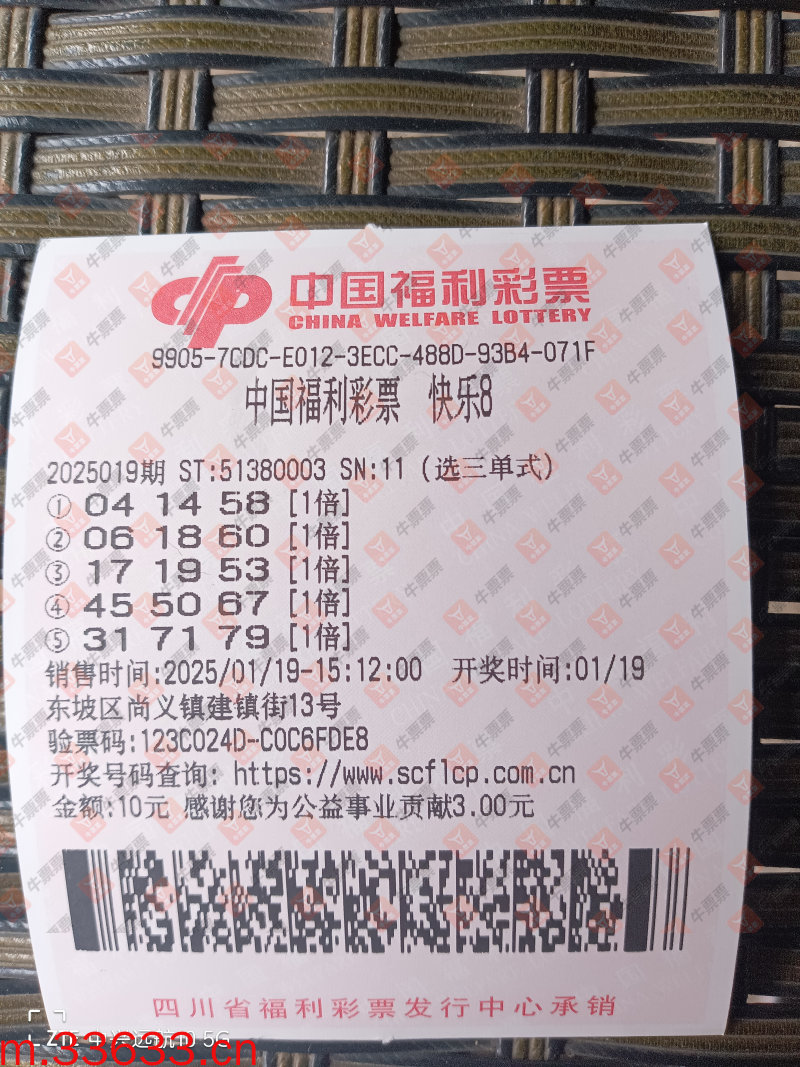 中国福利彩票
CHINA WELFARE LOTTERY
9905-7CDC-E012-3ECC-488D-93B4-071F
中国福利彩票 快乐8
2025019期 ST:51380003 SN:11 (选三单式)
① 04 14 58 [1倍]
② 06 18 60 [1倍]
③ 17 19 53 [1倍]
④ 45 50 67 [1倍]
⑤ 31 71 79 [1倍]
销售时间:2025/01/19-15:12:00 开奖时间:01/19
东坡区尚义镇建镇街13号
验票码:123C024D-C0C6FDE8
开奖号码查询: https://www.scflcp.com.cn
金额:10元 感谢您为公益事业贡献3.00元
四川省福利彩票发行中心承销
5G
m.33633.cn
牛票票